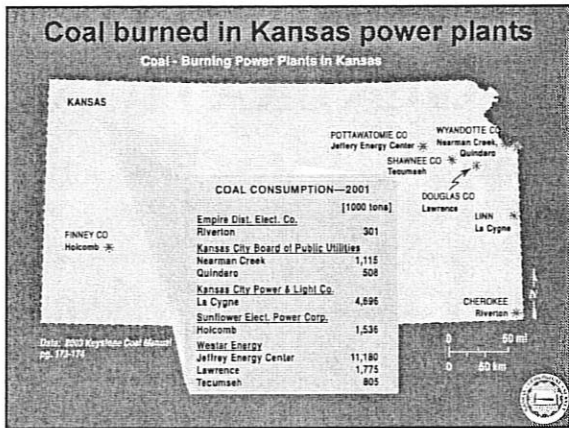 Coal burned in Kansas power plants
Coal - Burning Power Plants in Kansas
KANSAS
POTTAWATOMIE CO
Jeffery Energy Center
WYANDOTTE CO
Nearman Creek,
Quindaro
SHAWNEE CO
Tecumseh
DOUGLAS CO
Lawrence
LINN
La Cygne
FINNEY CO
Holcomb
CHEROKEE
Riverton
COAL CONSUMPTION—2001
[1000 tons]
Empire Dist. Elect. Co.
Riverton 301
Kansas City Board of Public Utilities
Nearman Creek 1,115
Quindaro 508
Kansas City Power & Light Co.
La Cygne 4,696
Sunflower Elect. Power Corp.
Holcomb 1,536
Westar Energy
Jeffrey Energy Center 11,180
Lawrence 1,775
Tecumseh 805
Data: 2003 Keystone Coal Manual
pg. 173-174
N
0 50 mi
0 50 km